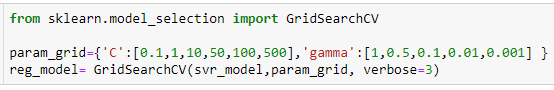 from sklearn.model_selection import GridSearchCV
param_grid={'C':[0.1,1,10,50,100,500],'gamma':[1,0.5,0.1,0.01,0.001] }
reg_model= GridSearchCV(svr_model,param_grid, verbose=3)